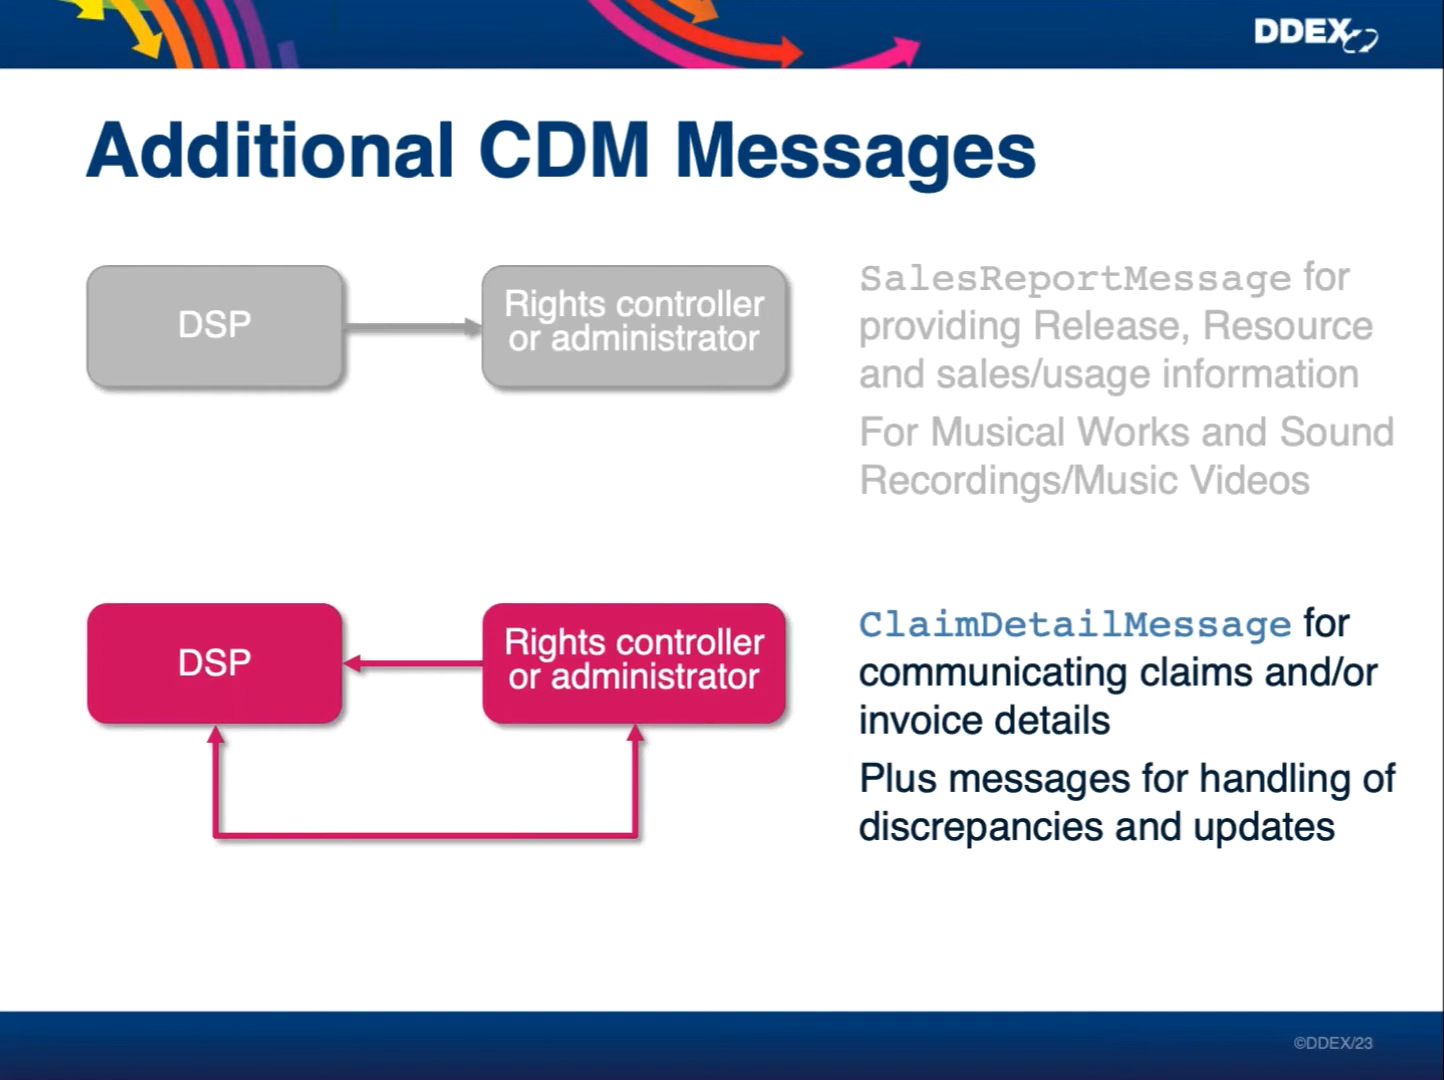 DDEX
Additional CDM Messages
DSP
Rights controller
or administrator
SalesReportMessage for
providing Release, Resource
and sales/usage information
For Musical Works and Sound
Recordings/Music Videos
DSP
Rights controller
or administrator
ClaimDetailMessage for
communicating claims and/or
invoice details
Plus messages for handling of
discrepancies and updates
©DDEX/23